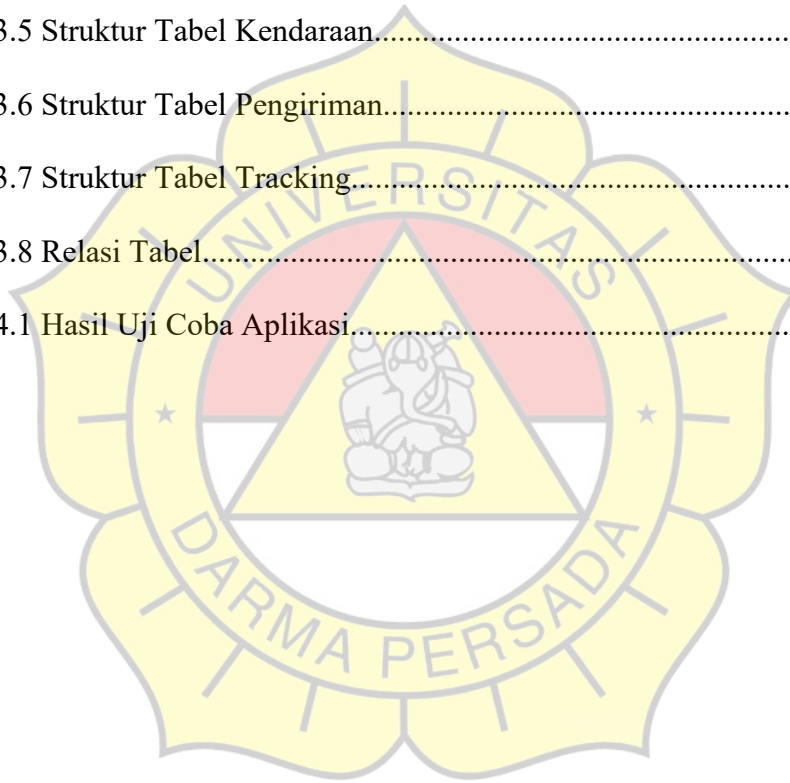 3.5 Struktur Tabel Kendaraan..................................................
3.6 Struktur Tabel Pengiriman.................................................
3.7 Struktur Tabel Tracking.....................................................
3.8 Relasi Tabel.......................................................................
4.1 Hasil Uji Coba Aplikasi.....................................................
UNIVERSITAS
DARMA PERSADA